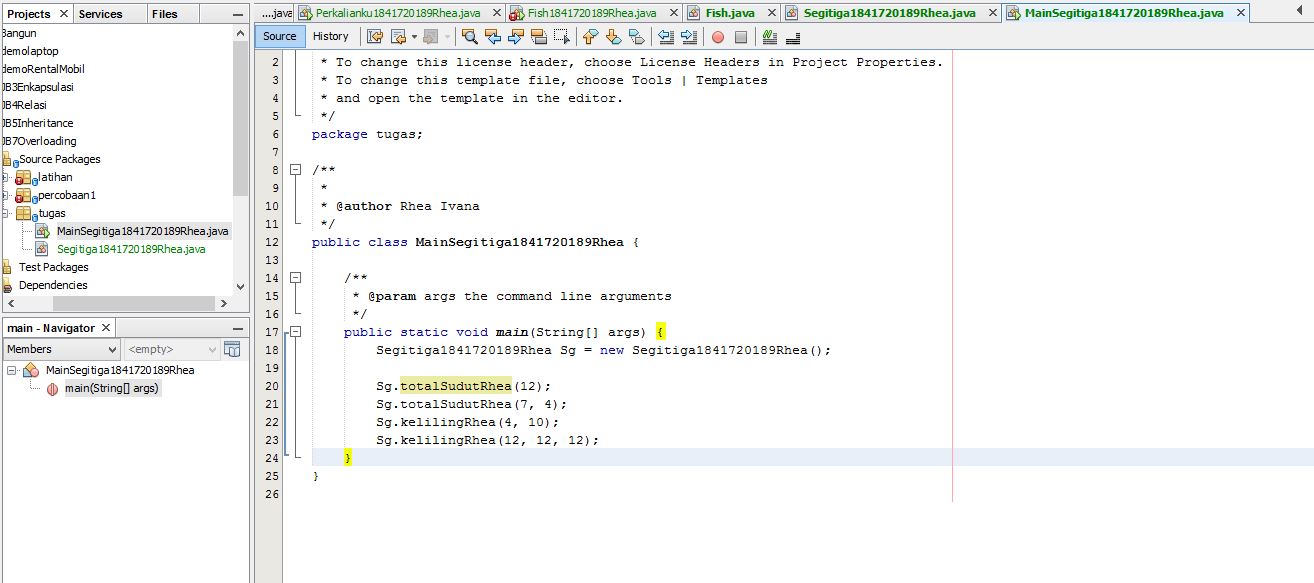 Projects Services Files
Bangun
demolaptop
demoRentalMobil
JB3Enkapsulasi
JB4Relasi
JB5Inheritance
JB7Overloading
Source Packages
latihan
percobaan1
tugas
MainSegitiga1841720189Rhea.java
Segitiga1841720189Rhea.java
Test Packages
Dependencies
main - Navigator
Members <empty>
MainSegitiga1841720189Rhea
main(String[] args)
....java Perkalianku1841720189Rhea.java Fish1841720189Rhea.java Fish.java Segitiga1841720189Rhea.java MainSegitiga1841720189Rhea.java
Source History
2 * To change this license header, choose License Headers in Project Properties.
3 * To change this template file, choose Tools | Templates
4 * and open the template in the editor.
5 */
6 package tugas;
7
8 /**
9 *
10 * @author Rhea Ivana
11 */
12 public class MainSegitiga1841720189Rhea {
13
14 /**
15 * @param args the command line arguments
16 */
17 public static void main(String[] args) {
18 Segitiga1841720189Rhea Sg = new Segitiga1841720189Rhea();
19
20 Sg.totalSudutRhea(12);
21 Sg.totalSudutRhea(7, 4);
22 Sg.kelilingRhea(4, 10);
23 Sg.kelilingRhea(12, 12, 12);
24 }
25 }
26